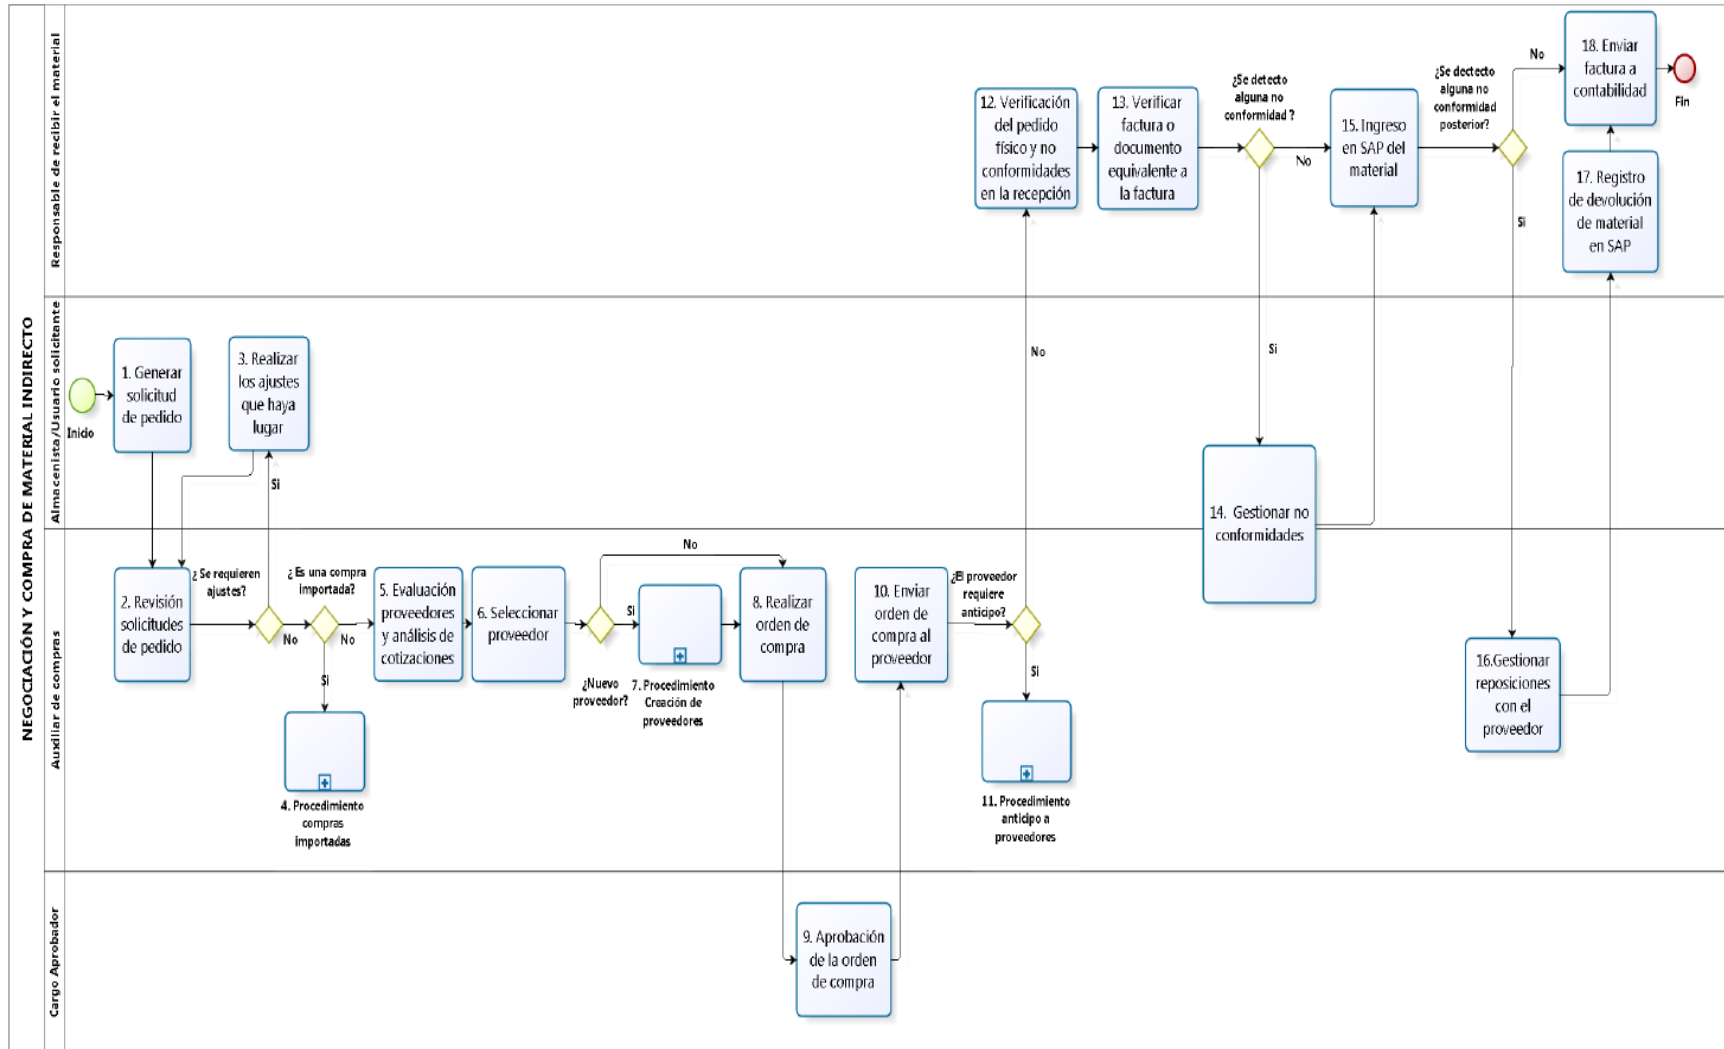 NEGOCIACIÓN Y COMPRA DE MATERIAL INDIRECTO
Responsable de recibir el material
12. Verificación
del pedido
físico y no
conformidades
en la recepción
13. Verificar
factura o
documento
equivalente a
la factura
¿Se detecto
alguna no
conformidad ?
No
Si
15. Ingreso
en SAP del
material
¿Se dectecto
alguna no
conformidad
posterior?
No
Si
18. Enviar
factura a
contabilidad
Fin
17. Registro
de devolución
de material
en SAP
Almacenista/Usuario solicitante
Inicio
1. Generar
solicitud
de pedido
3. Realizar
los ajustes
que haya
lugar
Si
No
14. Gestionar no
conformidades
Auxiliar de compras
2. Revisión
solicitudes
de pedido
¿ Se requieren
ajustes?
No
¿ Es una compra
importada?
No
Si
4. Procedimiento
compras
importadas
5. Evaluación
proveedores
y análisis de
cotizaciones
6. Seleccionar
proveedor
¿Nuevo
proveedor?
No
Si
7. Procedimiento
Creación de
proveedores
8. Realizar
orden de
compra
10. Enviar
orden de
compra al
proveedor
¿El proveedor
requiere
anticipo?
Si
11. Procedimiento
anticipo a
proveedores
16.Gestionar
reposiciones
con el
proveedor
Cargo Aprobador
9. Aprobación
de la orden
de compra